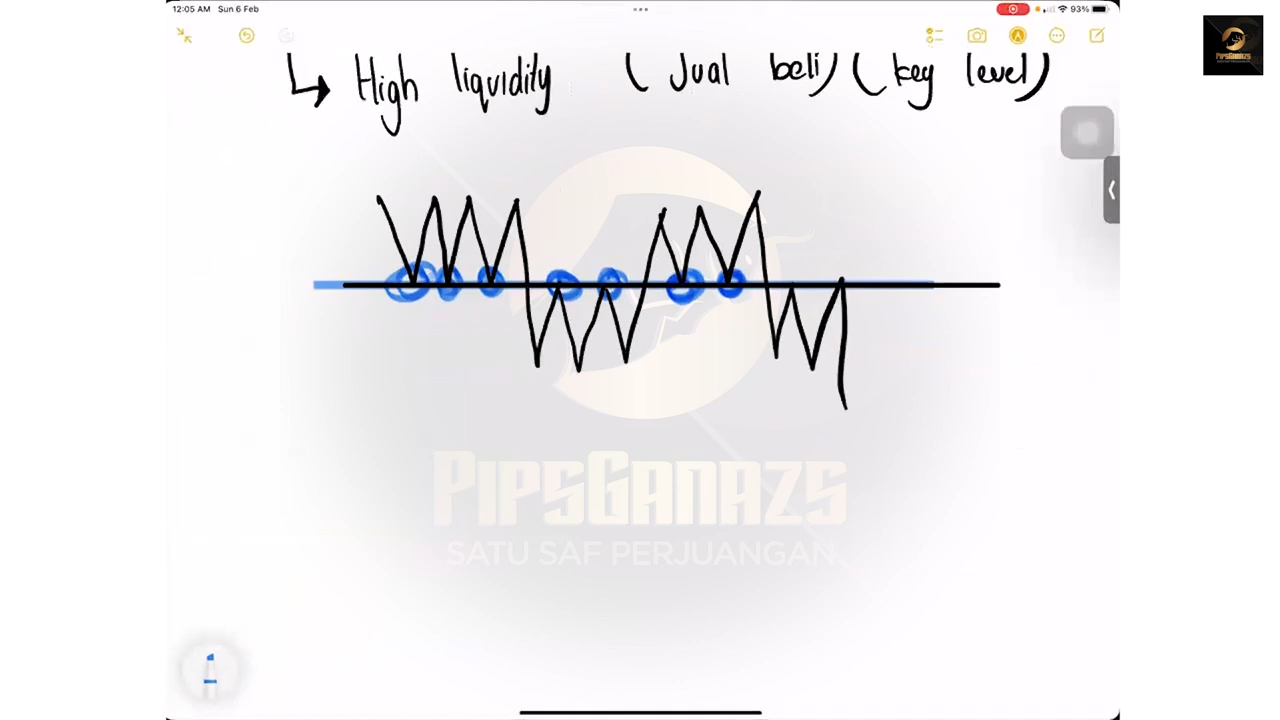 12:05 AM Sun 6 Feb
93%
↳ High liquidity (Jual beli) (key level)
PIPSGANAZS
SATU SAF PERJUANGAN